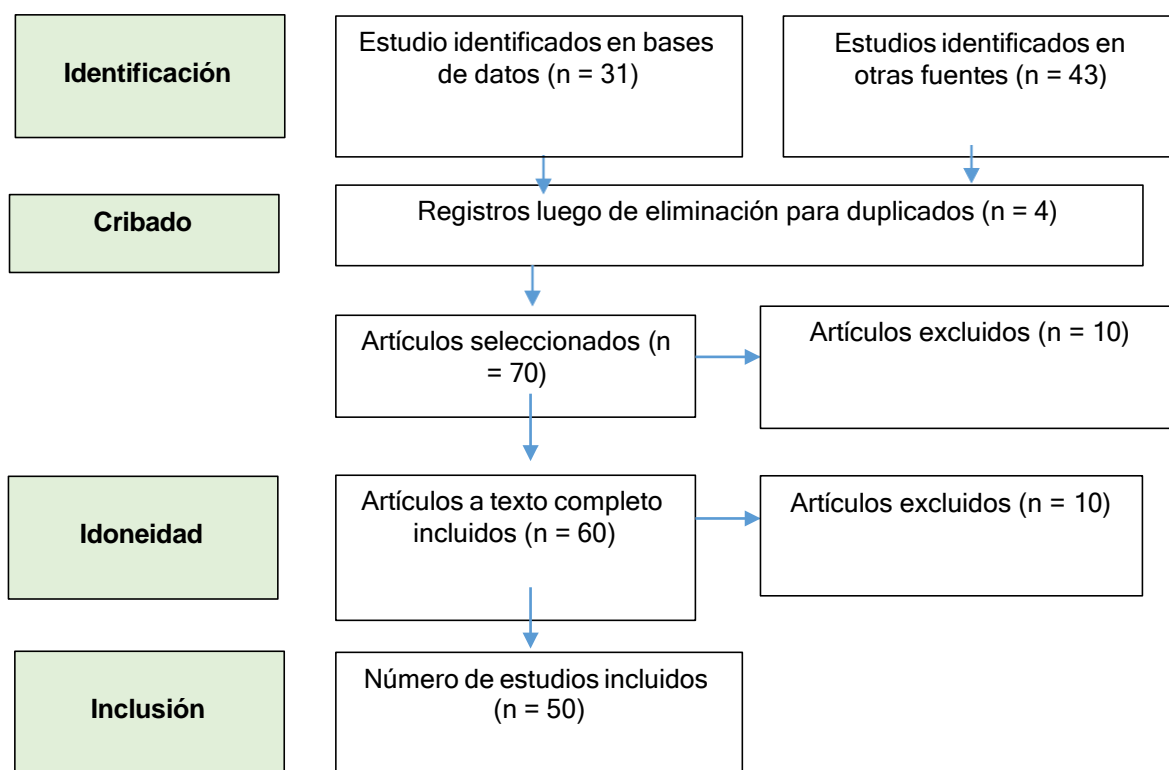 Identificación
Estudio identificados en bases
de datos (n = 31)
Estudios identificados en
otras fuentes (n = 43)
Cribado
Registros luego de eliminación para duplicados (n = 4)
Artículos seleccionados (n
= 70)
Artículos excluidos (n = 10)
Idoneidad
Artículos a texto completo
incluidos (n = 60)
Artículos excluidos (n = 10)
Inclusión
Número de estudios incluidos
(n = 50)